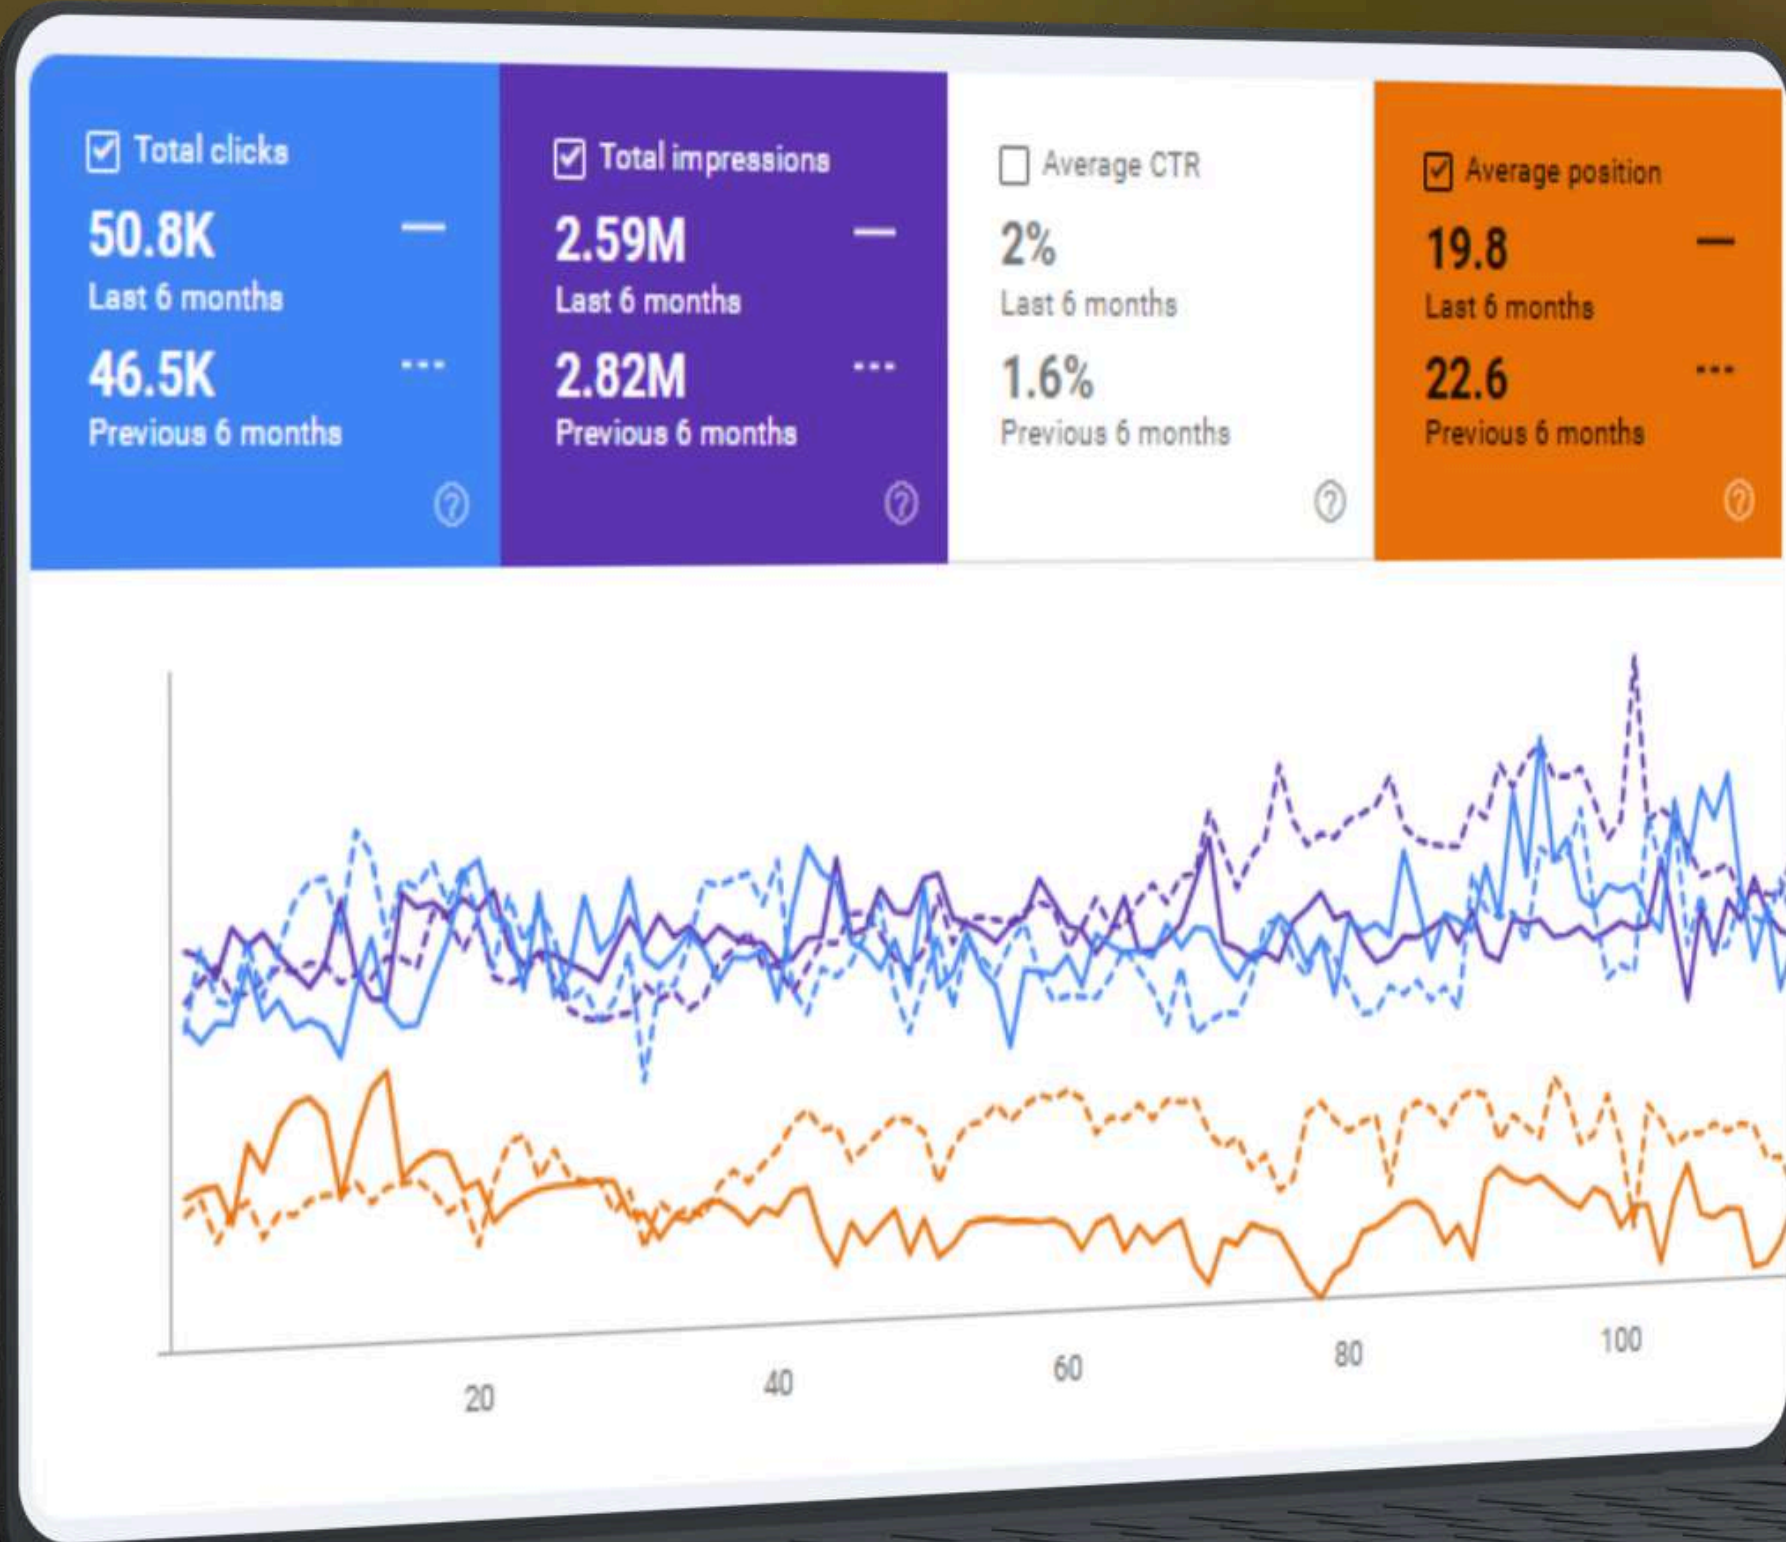 Total clicks
50.8K
Last 6 months
46.5K
Previous 6 months
Total impressions
2.59M
Last 6 months
2.82M
Previous 6 months
Average CTR
2%
Last 6 months
1.6%
Previous 6 months
Average position
19.8
Last 6 months
22.6
Previous 6 months
20 40 60 80 100